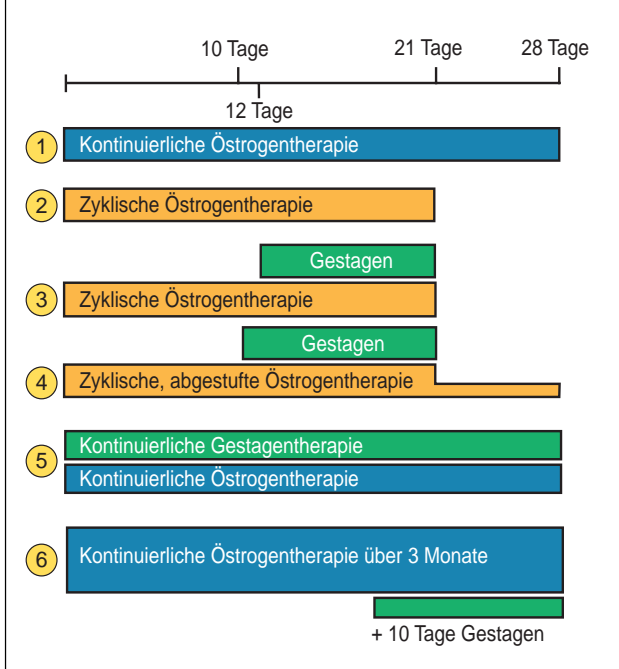 10 Tage 21 Tage 28 Tage
12 Tage
1 Kontinuierliche Östrogentherapie
2 Zyklische Östrogentherapie
Gestagen
3 Zyklische Östrogentherapie
Gestagen
4 Zyklische, abgestufte Östrogentherapie
Kontinuierliche Gestagentherapie
5
Kontinuierliche Östrogentherapie
6 Kontinuierliche Östrogentherapie über 3 Monate
+ 10 Tage Gestagen